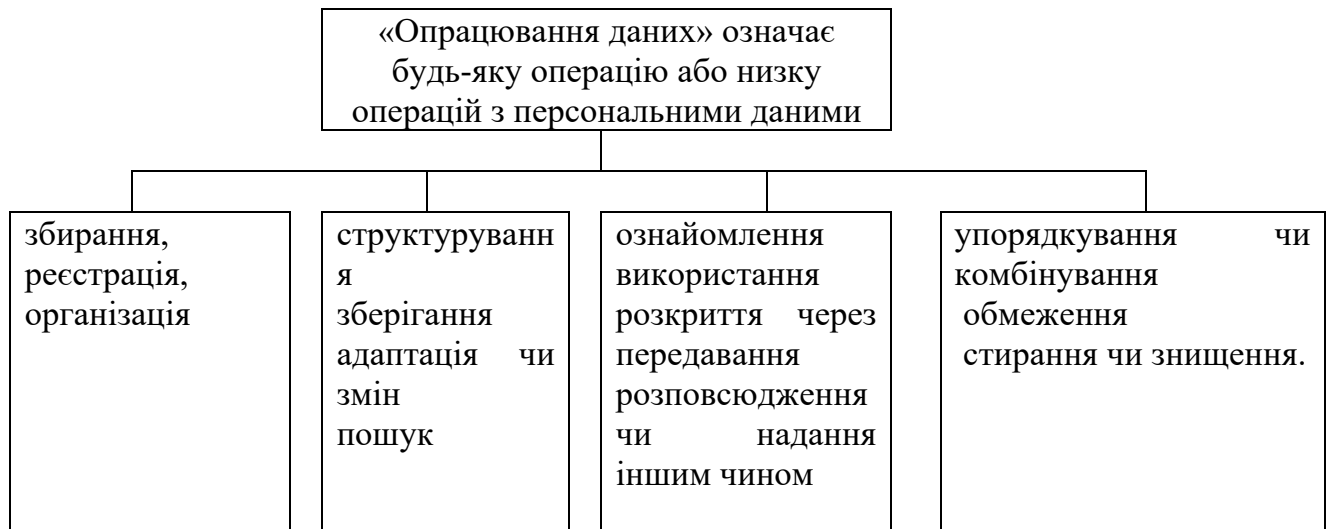 «Опрацювання даних» означає
будь-яку операцію або низку
операцій з персональними даними
збирання,
реєстрація,
організація
структуруванн
я
зберігання
адаптація чи
змін
пошук
ознайомлення
використання
розкриття через
передавання
розповсюдження
чи надання
іншим чином
упорядкування чи
комбінування
обмеження
стирання чи знищення.